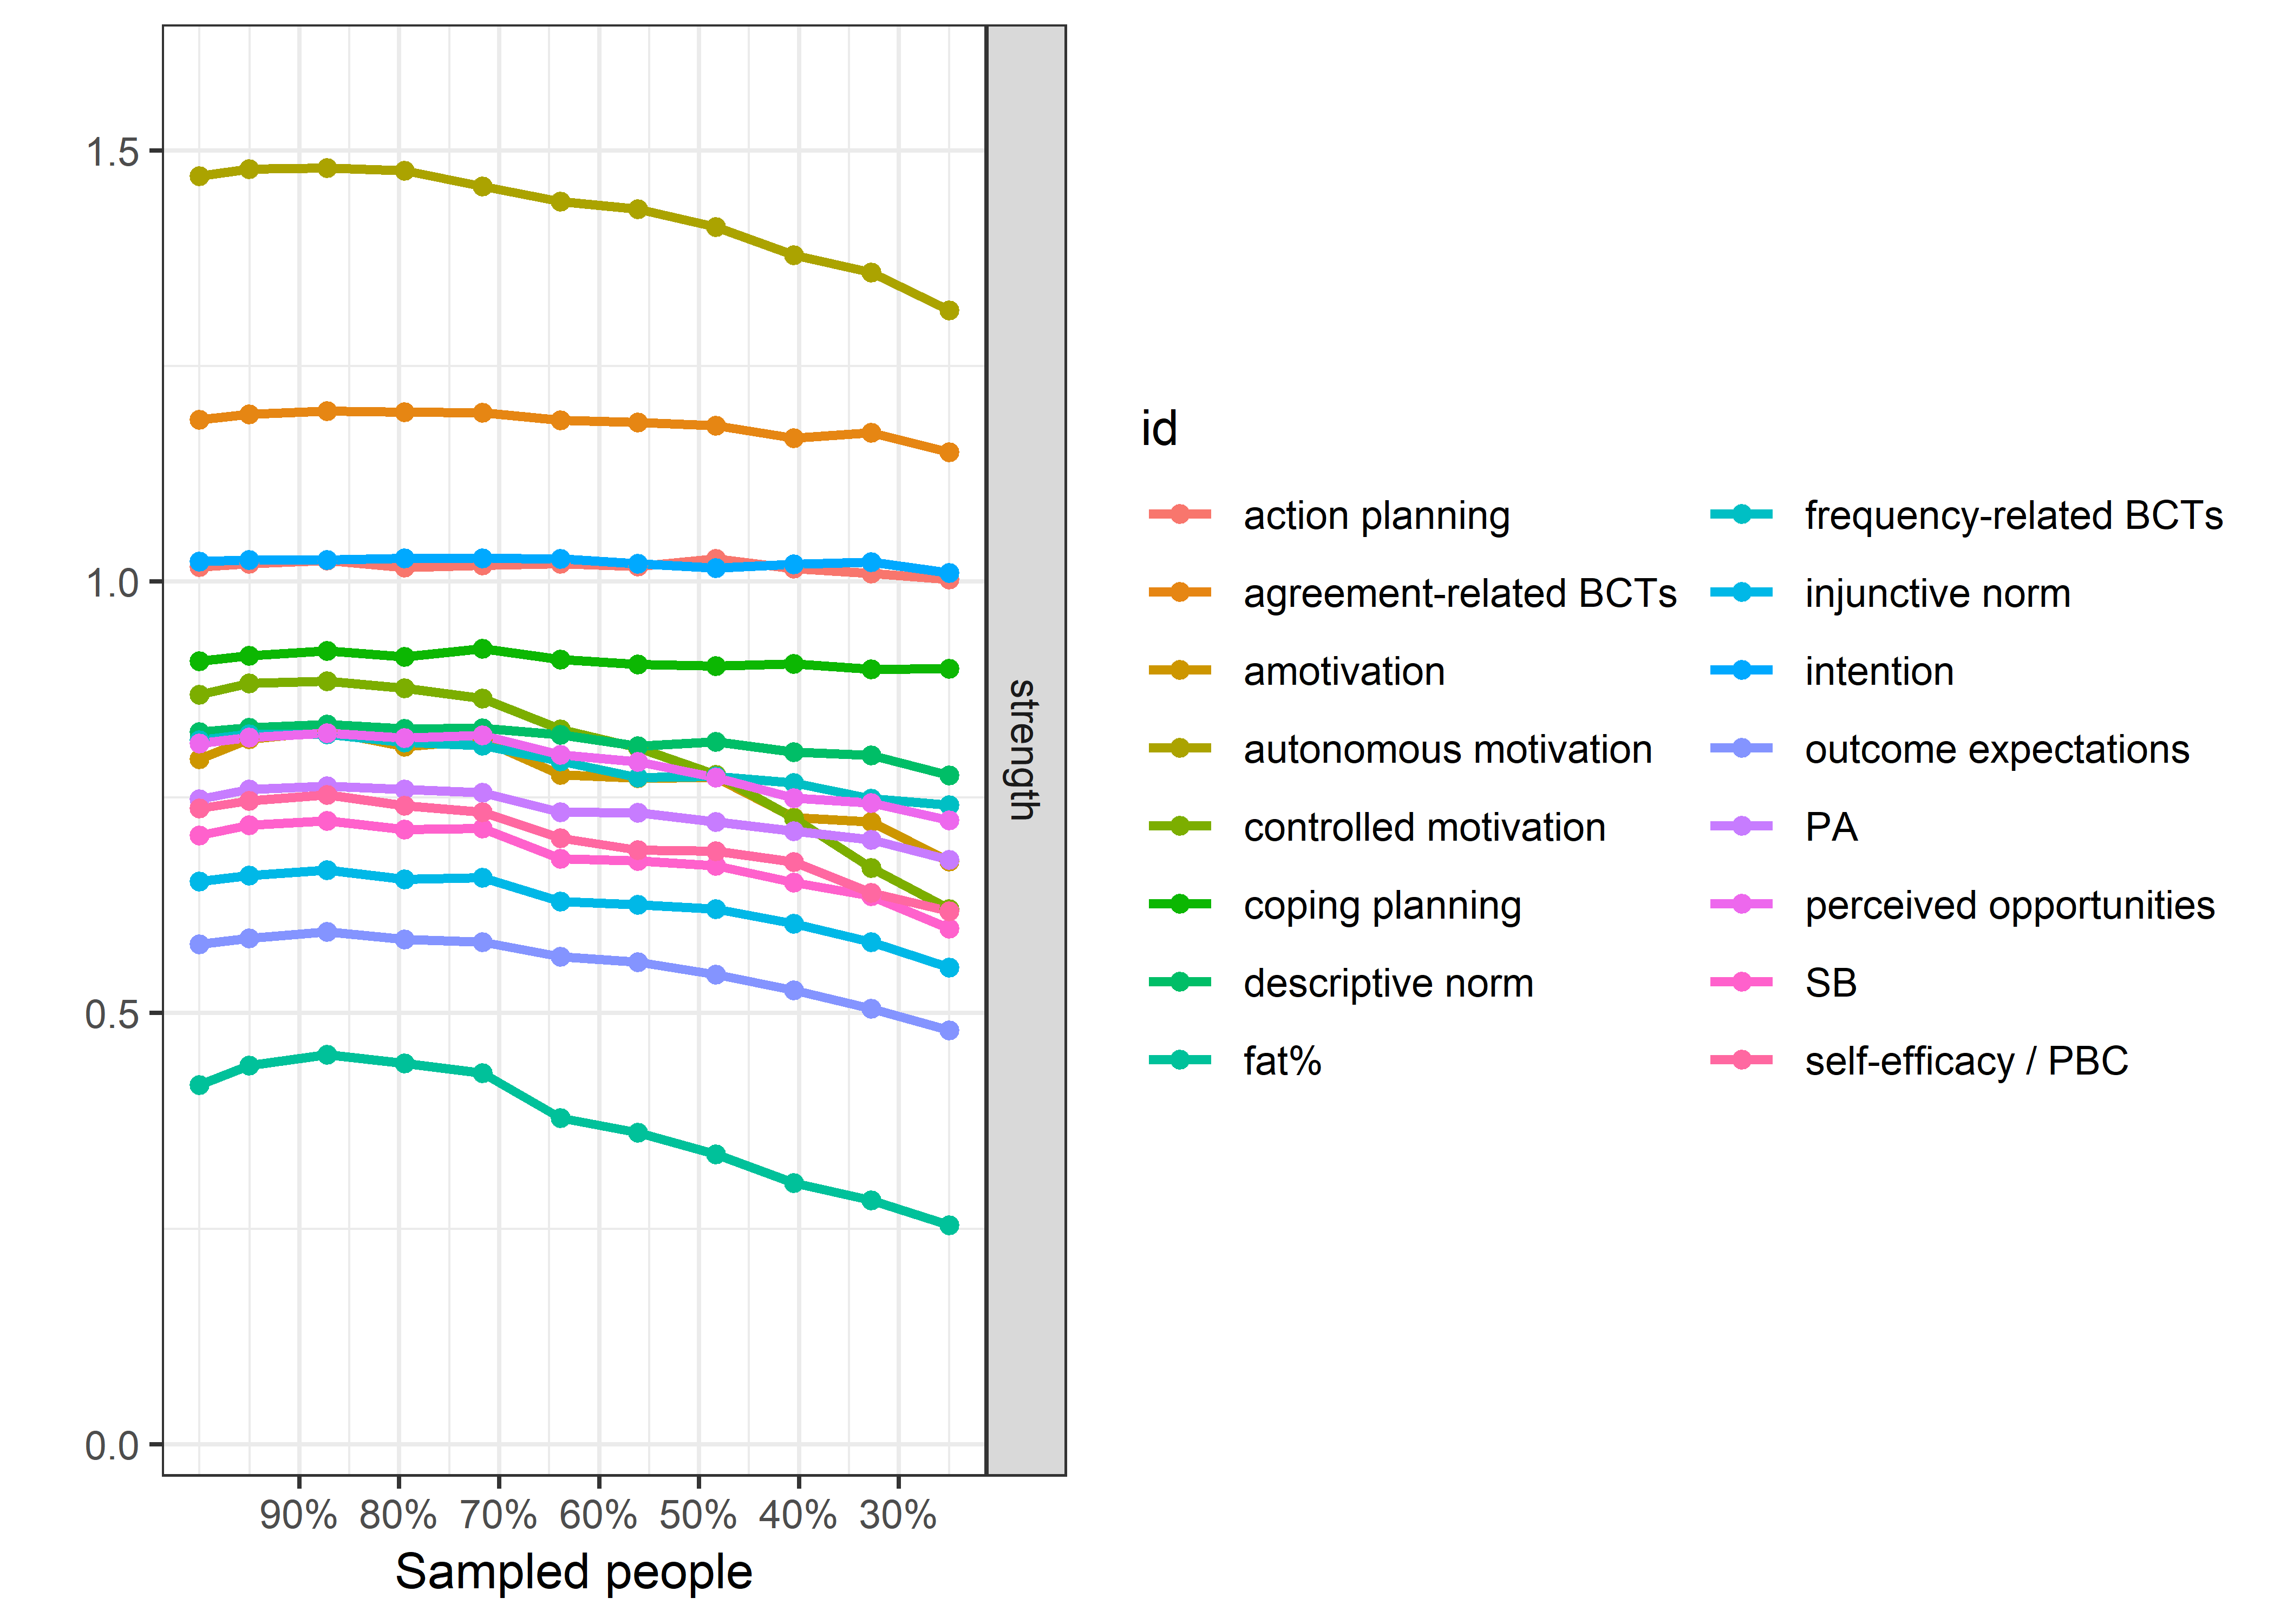 1.5
1.0
0.5
0.0
90% 80% 70% 60% 50% 40% 30%
Sampled people
strength
id
action planning
agreement-related BCTs
amotivation
autonomous motivation
controlled motivation
coping planning
descriptive norm
fat%
frequency-related BCTs
injunctive norm
intention
outcome expectations
PA
perceived opportunities
SB
self-efficacy / PBC